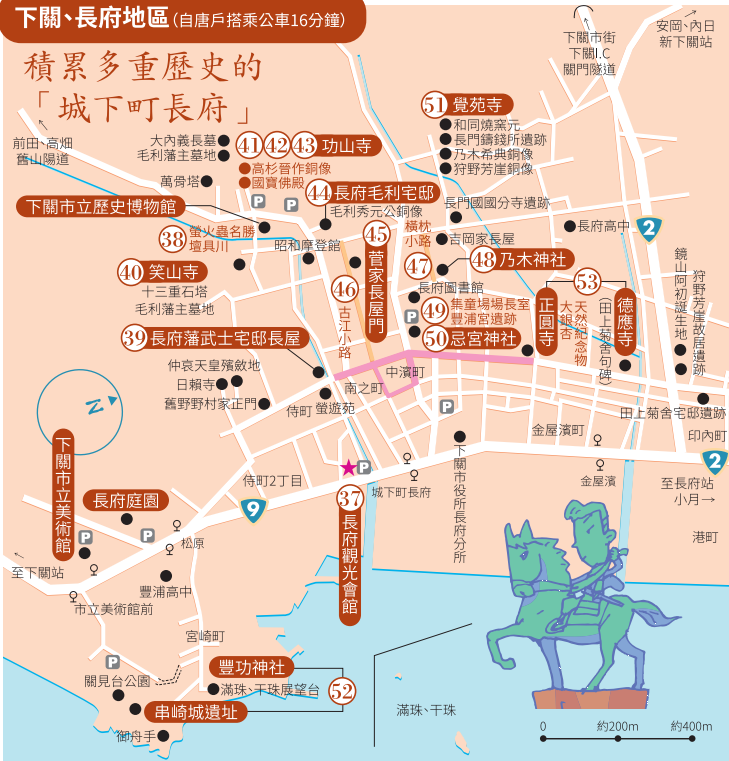 下關、長府地區(自唐戶搭乘公車16分鐘)
積累多重歷史的
「城下町長府」
下關市街
下關I.C
關門隧道
安岡、內日
新下關站
前田、高畑
舊山陽道
大內義長墓
毛利藩主墓地
萬骨塔
41 42 43 功山寺
高杉晉作銅像
國寶佛殿
P
P
51 覺苑寺
和同燒窯元
長門鑄錢所遺跡
乃木希典銅像
狩野芳崖銅像
44 長府毛利宅邸
毛利秀元公銅像
長門國國分寺遺跡
長府高中
2
下關市立歷史博物館
38
螢火蟲名勝
壇具川
昭和摩登館
45
菅家長屋門
橫枕
小路
47
吉岡家長屋
48 乃木神社
40 笑山寺
十三重石塔
毛利藩主墓地
46
古江小路
長府圖書館
49 集童場場長室
豐浦宮遺跡
P
50 忌宮神社
53
正圓寺
大銀杏
天然紀念物
(田上菊舍句碑)
德應寺
鏡山阿初誕生地
狩野芳崖故居遺跡
39 長府藩武士宅邸長屋
仲哀天皇殯斂地
日賴寺
舊野野村家正門
侍町
螢遊苑
南之町
中濱町
P
田上菊舍宅邸遺跡
印內町
金屋濱町
金屋濱
2
至長府站
小月→
港町
N
下關市立美術館
長府庭園
侍町2丁目
9
P
城下町長府
下關市役所長府分所
37
長府觀光會館
P
P
松原
至下關站
豐浦高中
市立美術館前
宮崎町
P
關見台公園
豐功神社
滿珠、干珠展望台
52
串崎城遺址
御舟手
滿珠、干珠
0
約200m
約400m